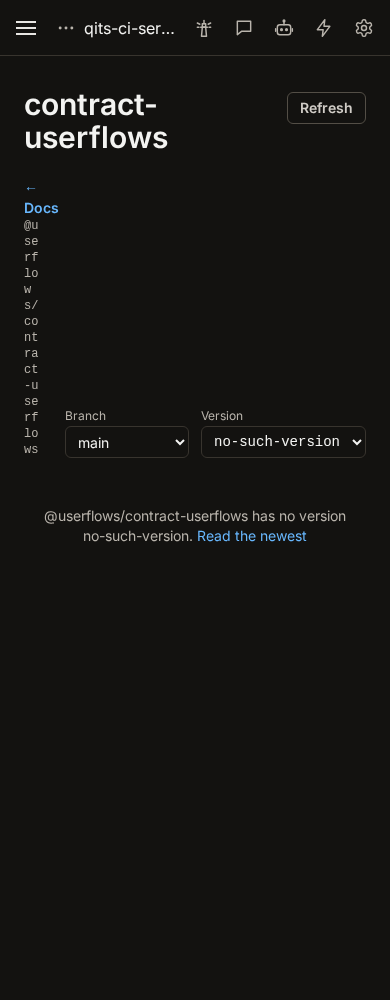 ··· qits-ci-ser...
contract-
userflows
Refresh
←
Docs
@u
se
rf
lo
w
s/
co
nt
ra
ct
-u
se
rf
lo
ws
Branch
main
Version
no-such-version
@userflows/contract-userflows has no version
no-such-version. Read the newest